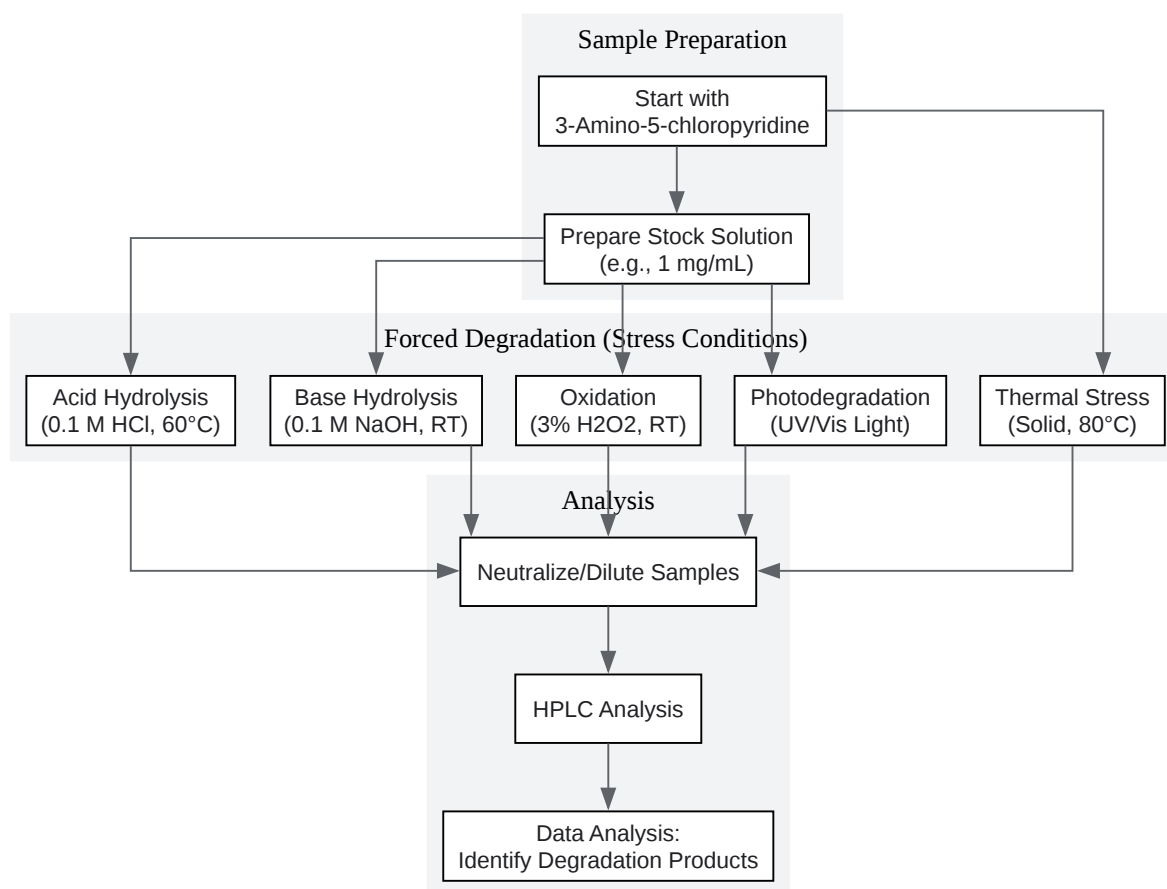 Sample Preparation
Start with
3-Amino-5-chloropyridine
Prepare Stock Solution
(e.g., 1 mg/mL)
Forced Degradation (Stress Conditions)
Acid Hydrolysis
(0.1 M HCl, 60°C)
Base Hydrolysis
(0.1 M NaOH, RT)
Oxidation
(3% H2O2, RT)
Photodegradation
(UV/Vis Light)
Thermal Stress
(Solid, 80°C)
Analysis
Neutralize/Dilute Samples
HPLC Analysis
Data Analysis:
Identify Degradation Products